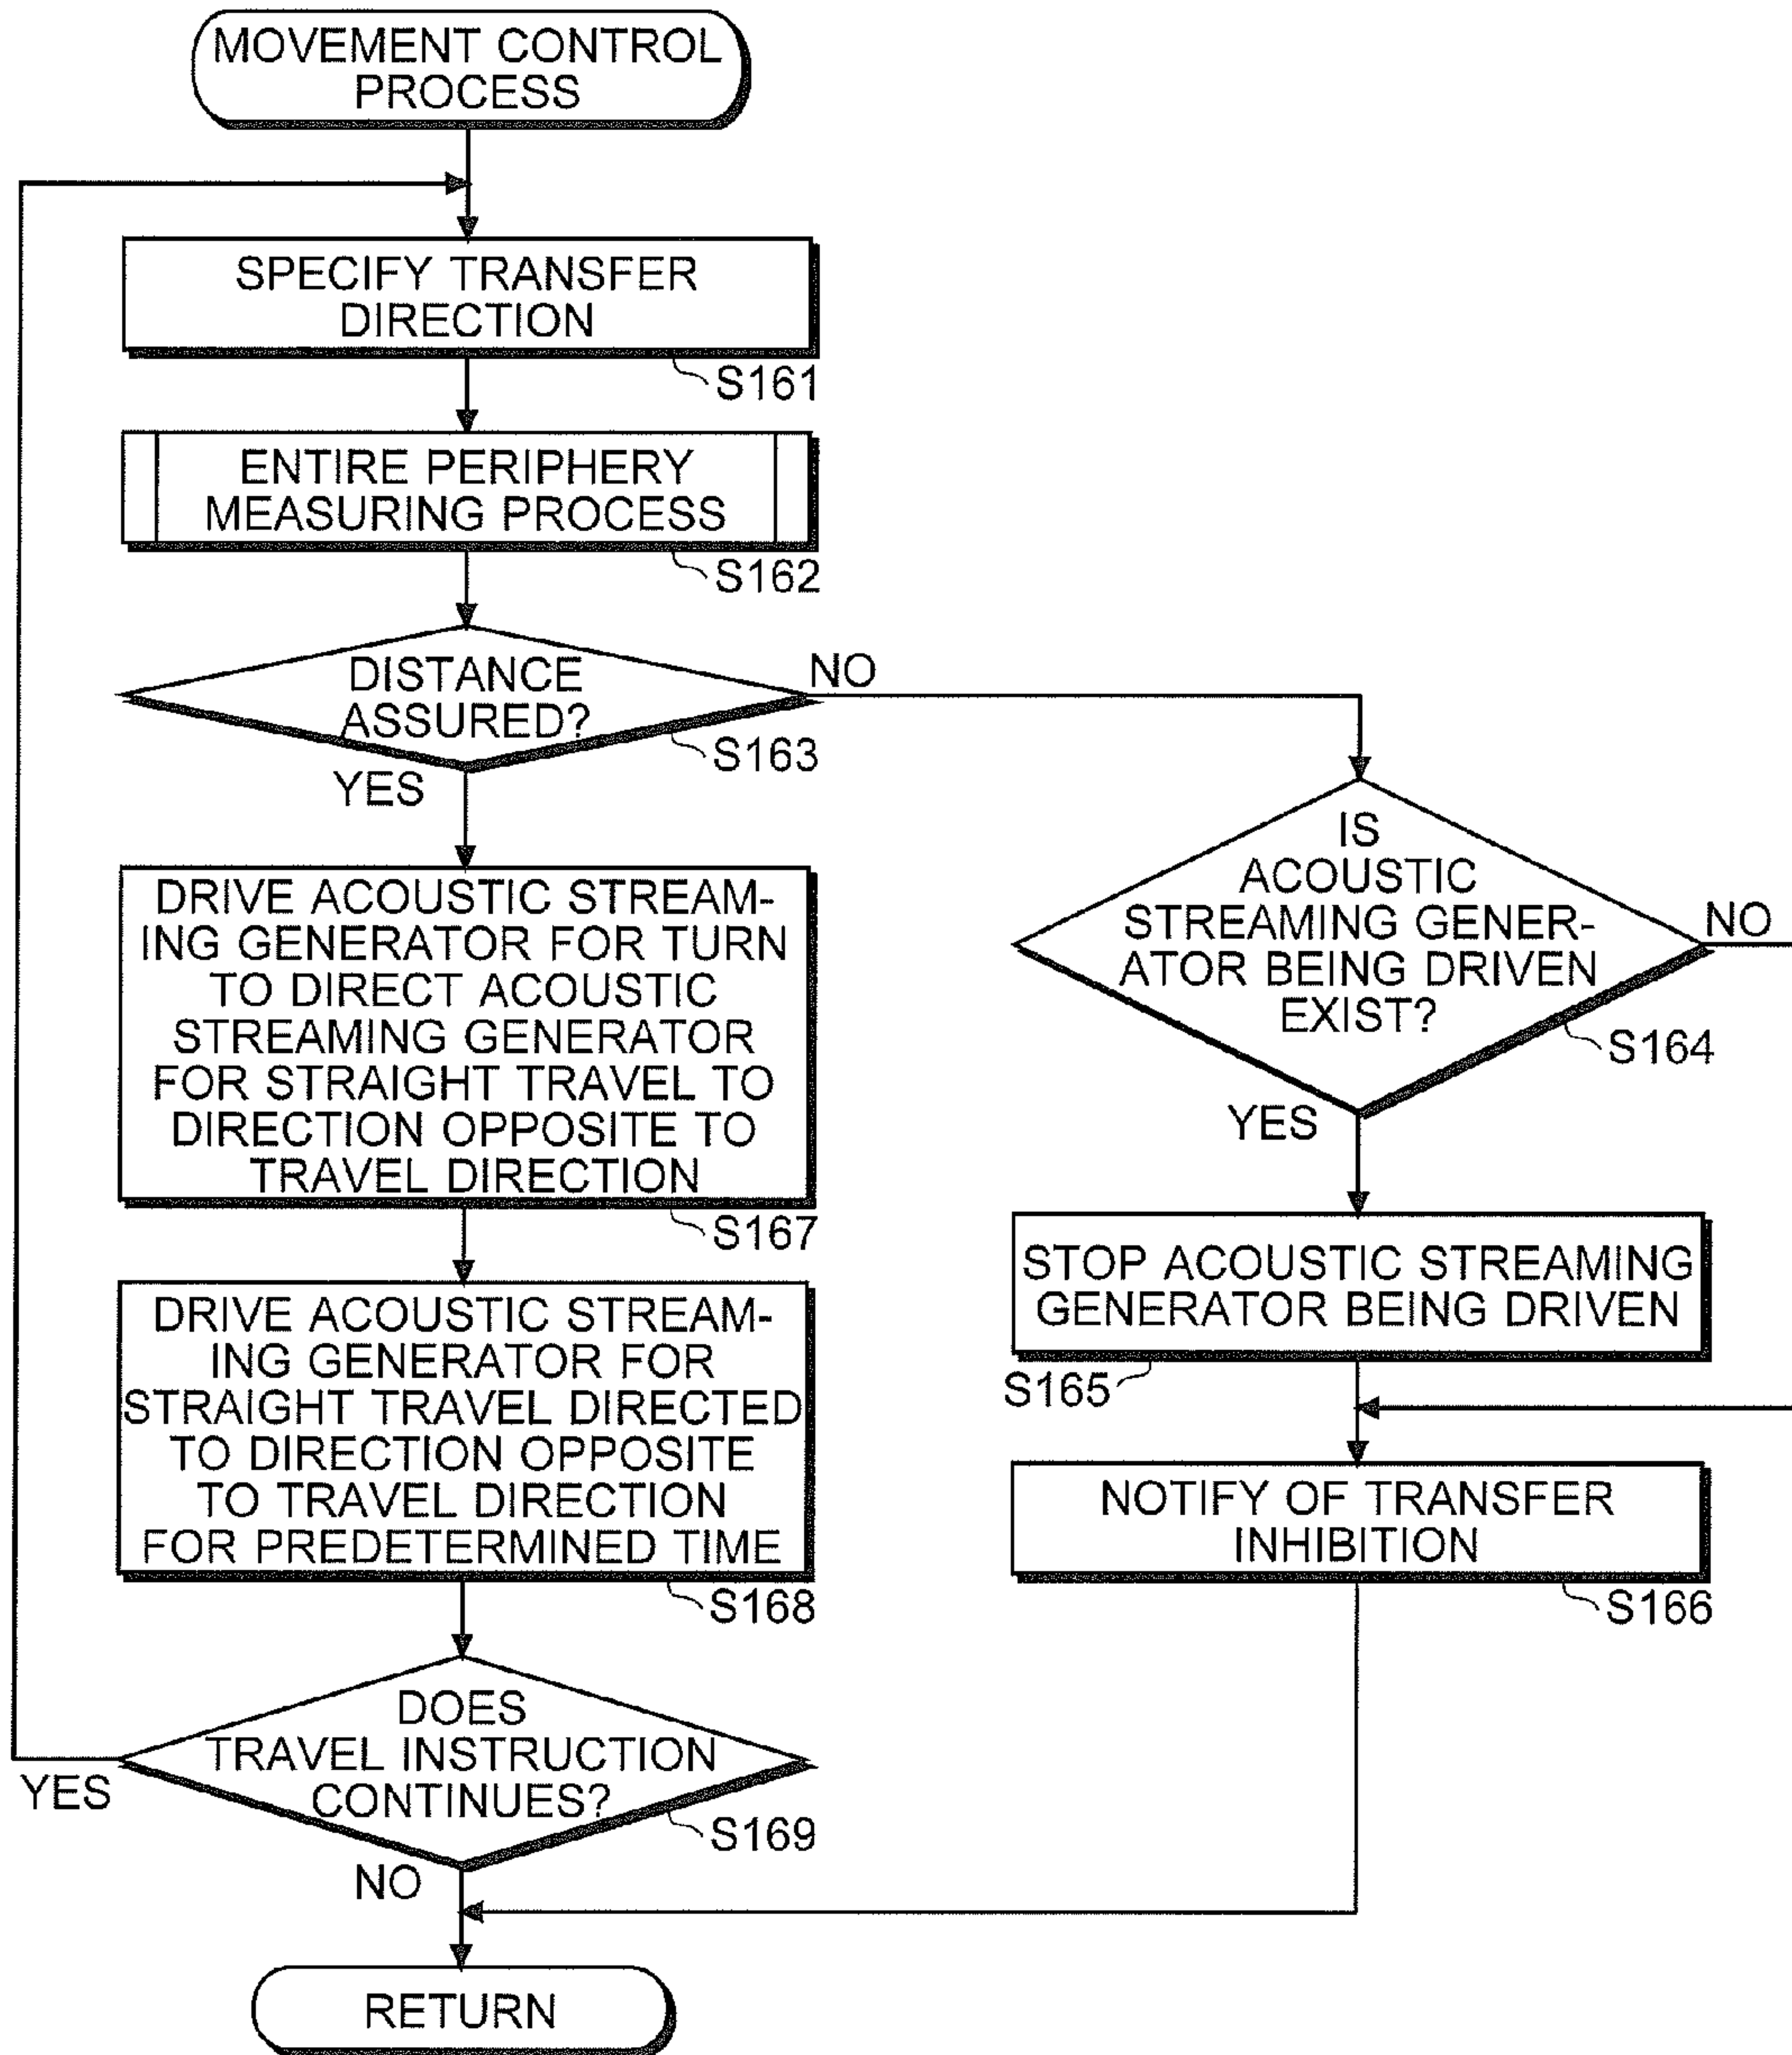 MOVEMENT CONTROL
PROCESS
SPECIFY TRANSFER
DIRECTION
S161
ENTIRE PERIPHERY
MEASURING PROCESS
S162
DISTANCE
ASSURED?
NO
S163
YES
IS
ACOUSTIC
STREAMING GENER-
ATOR BEING DRIVEN
EXIST?
NO
S164
YES
DRIVE ACOUSTIC STREAM-
ING GENERATOR FOR TURN
TO DIRECT ACOUSTIC
STREAMING GENERATOR
FOR STRAIGHT TRAVEL TO
DIRECTION OPPOSITE TO
TRAVEL DIRECTION
S167
STOP ACOUSTIC STREAMING
GENERATOR BEING DRIVEN
S165
DRIVE ACOUSTIC STREAM-
ING GENERATOR FOR
STRAIGHT TRAVEL DIRECTED
TO DIRECTION OPPOSITE
TO TRAVEL DIRECTION
FOR PREDETERMINED TIME
S168
NOTIFY OF TRANSFER
INHIBITION
S166
DOES
TRAVEL INSTRUCTION
CONTINUES?
YES
S169
NO
RETURN